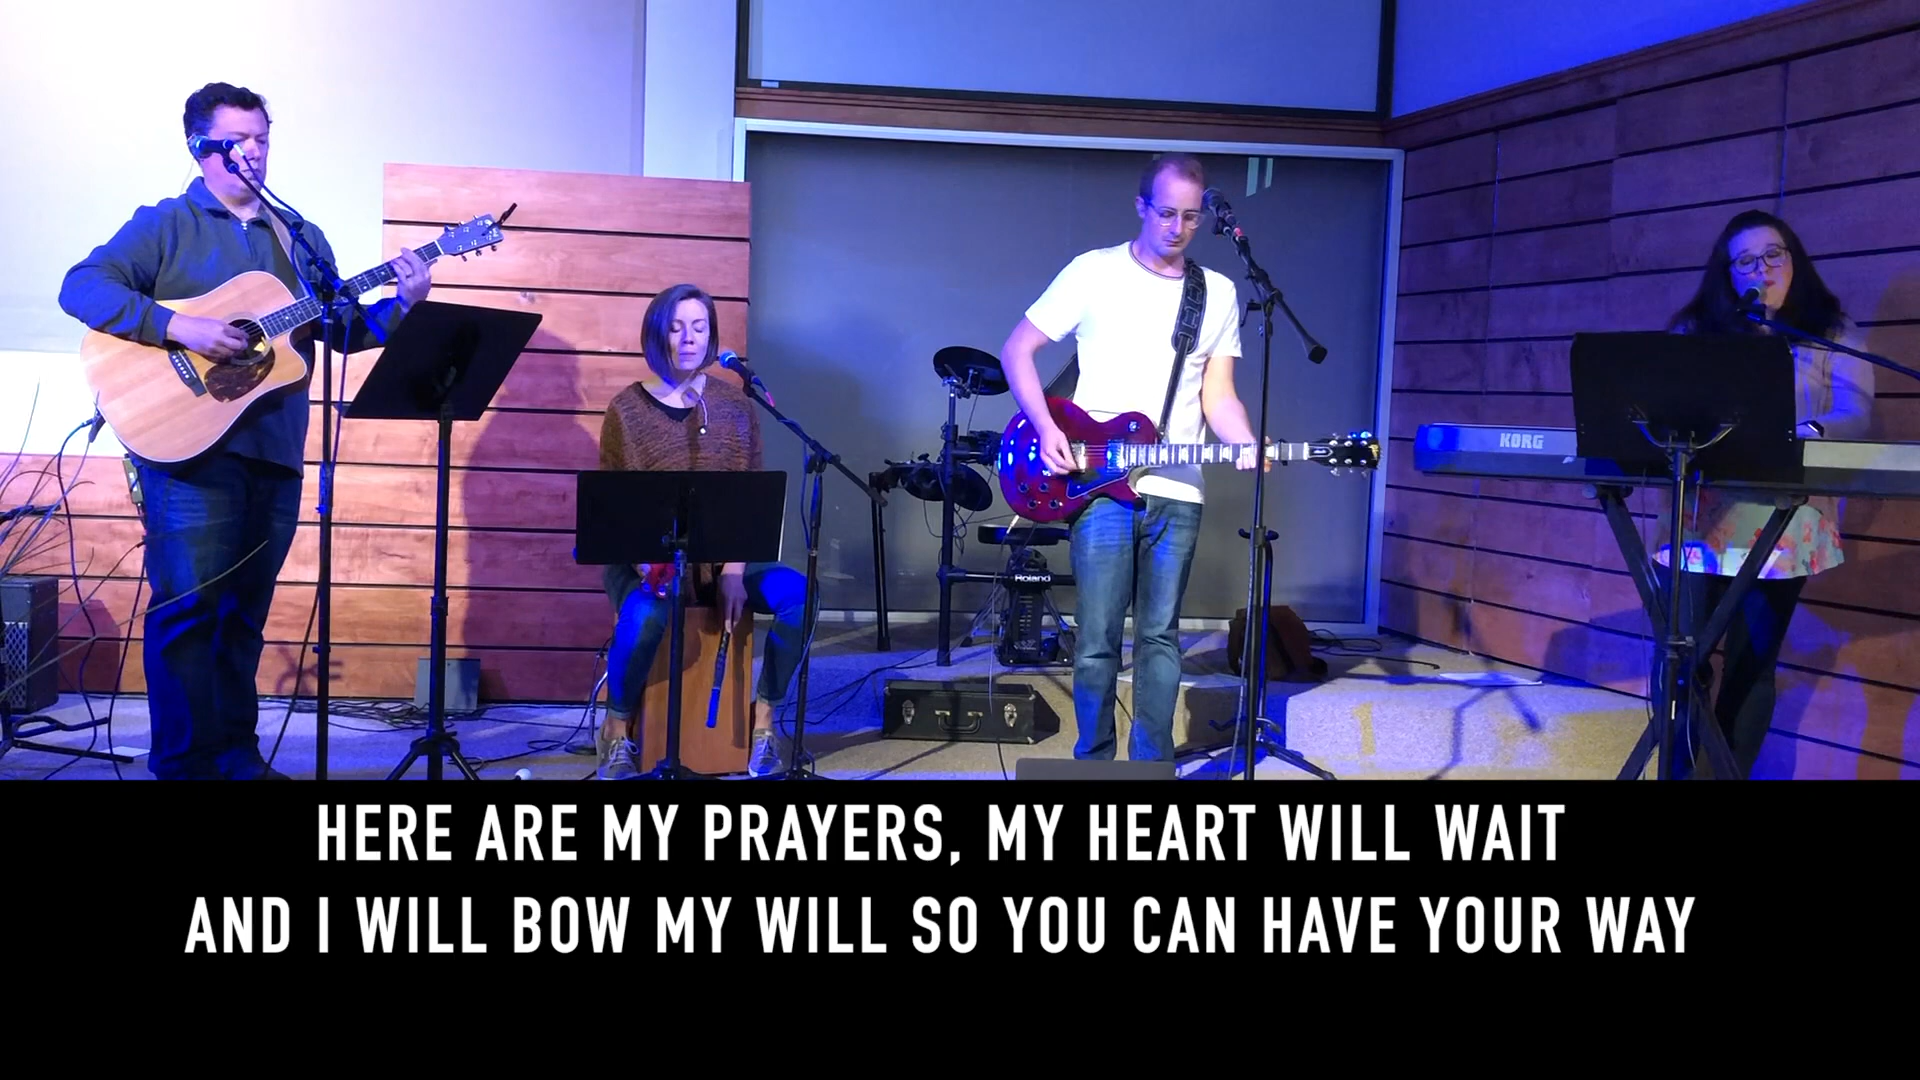 KORG
Roland
HERE ARE MY PRAYERS, MY HEART WILL WAIT
AND I WILL BOW MY WILL SO YOU CAN HAVE YOUR WAY